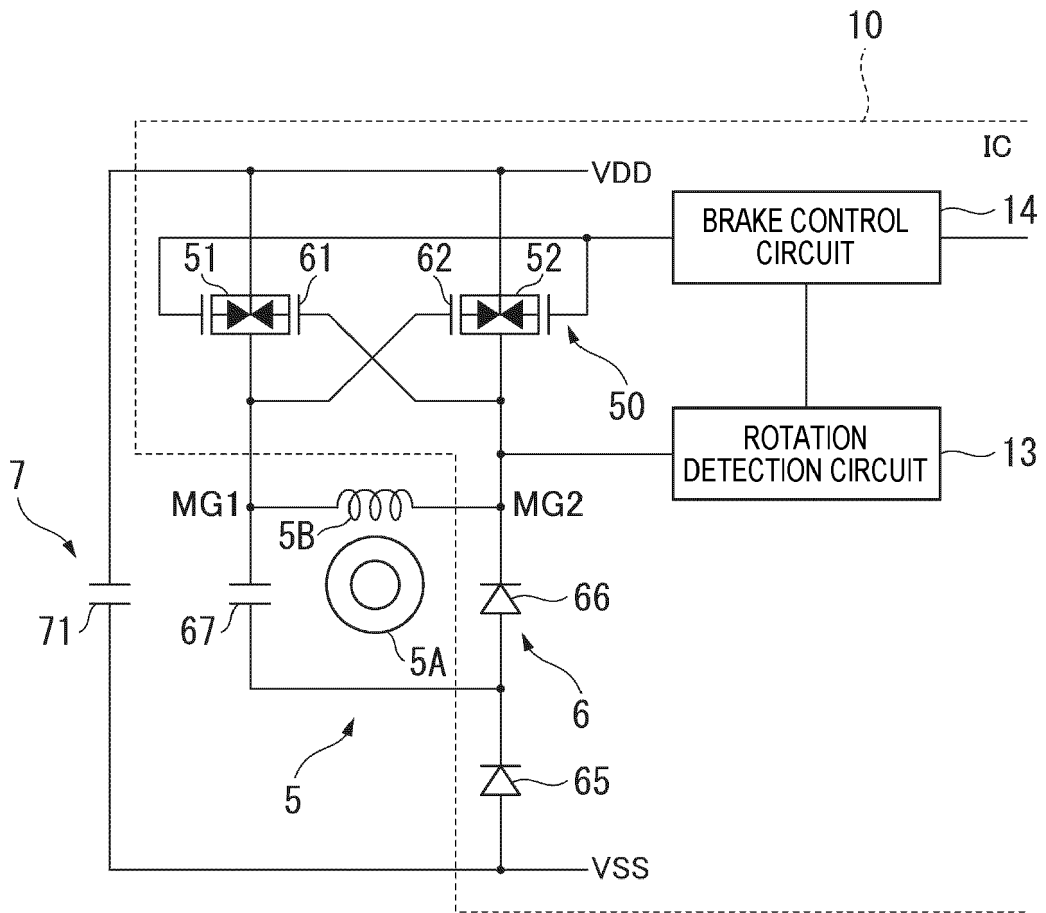 10
IC
VDD
BRAKE CONTROL
CIRCUIT
14
51
61
62
52
50
ROTATION
DETECTION CIRCUIT
13
7
MG1
MG2
5B
71
67
5A
66
6
5
65
VSS